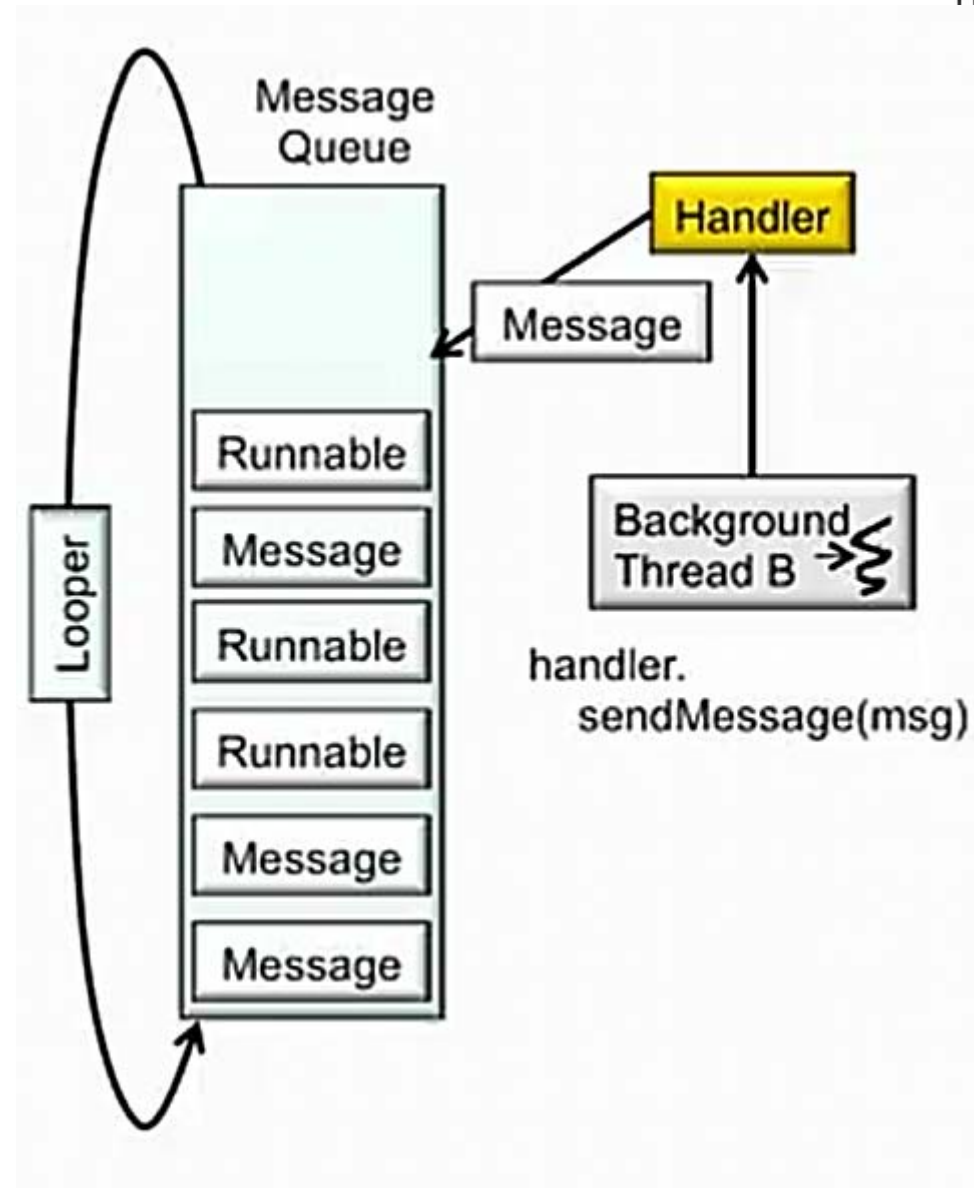 Message
Queue
Handler
Message
Runnable
Message
Runnable
Runnable
Message
Message
Looper
Background
Thread B
handler.
sendMessage(msg)